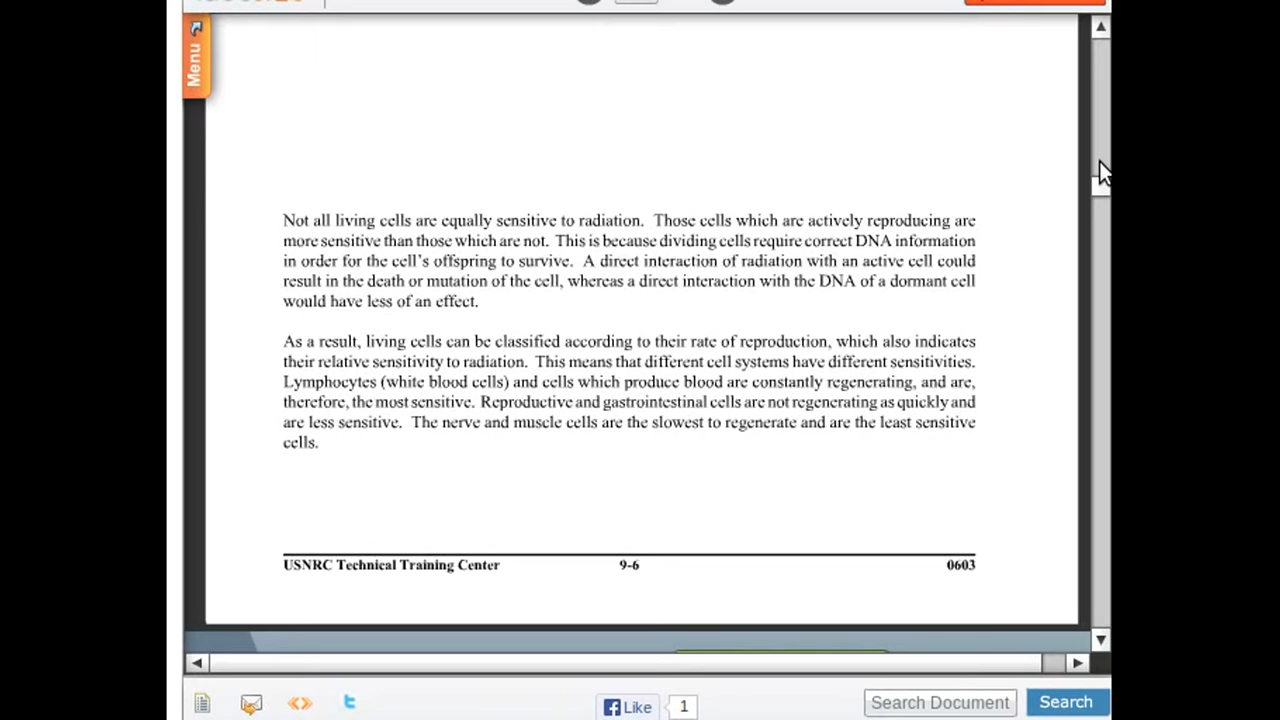 Menu
Not all living cells are equally sensitive to radiation. Those cells which are actively reproducing are
more sensitive than those which are not. This is because dividing cells require correct DNA information
in order for the cell's offspring to survive. A direct interaction of radiation with an active cell could
result in the death or mutation of the cell, whereas a direct interaction with the DNA of a dormant cell
would have less of an effect.
As a result, living cells can be classified according to their rate of reproduction, which also indicates
their relative sensitivity to radiation. This means that different cell systems have different sensitivities.
Lymphocytes (white blood cells) and cells which produce blood are constantly regenerating, and are,
therefore, the most sensitive. Reproductive and gastrointestinal cells are not regenerating as quickly and
are less sensitive. The nerve and muscle cells are the slowest to regenerate and are the least sensitive
cells.
USNRC Technical Training Center 9-6 0603
Like 1 Search Document Search